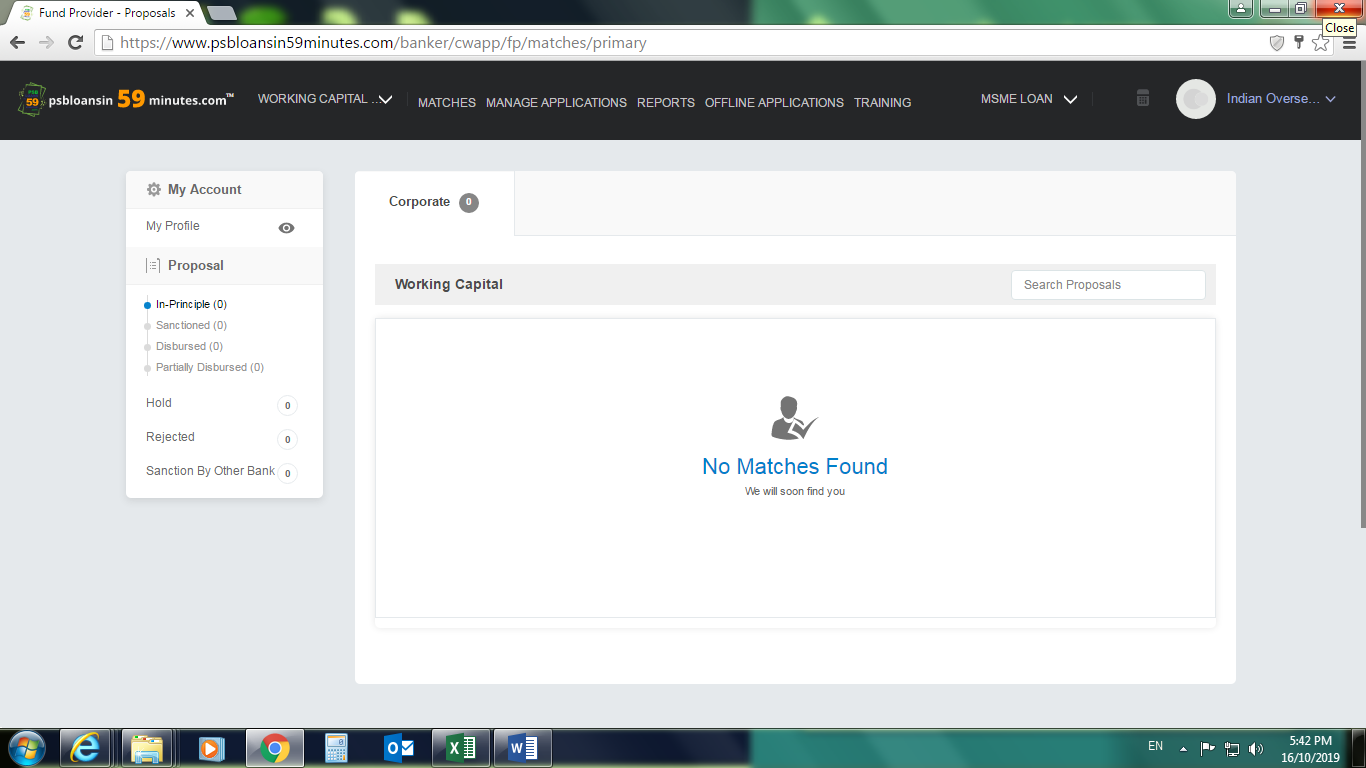 Fund Provider - Proposals
Close
https://www.psbloansin59minutes.com/banker/cwapp/fp/matches/primary
PSB
59
psbloansin 59 minutes.com™
WORKING CAPITAL ...
MATCHES
MANAGE APPLICATIONS
REPORTS
OFFLINE APPLICATIONS
TRAINING
MSME LOAN
Indian Overse...
My Account
My Profile
Proposal
In-Principle (0)
Sanctioned (0)
Disbursed (0)
Partially Disbursed (0)
Hold 0
Rejected 0
Sanction By Other Bank 0
Corporate 0
Working Capital
Search Proposals
No Matches Found
We will soon find you
EN
5:42 PM
16/10/2019